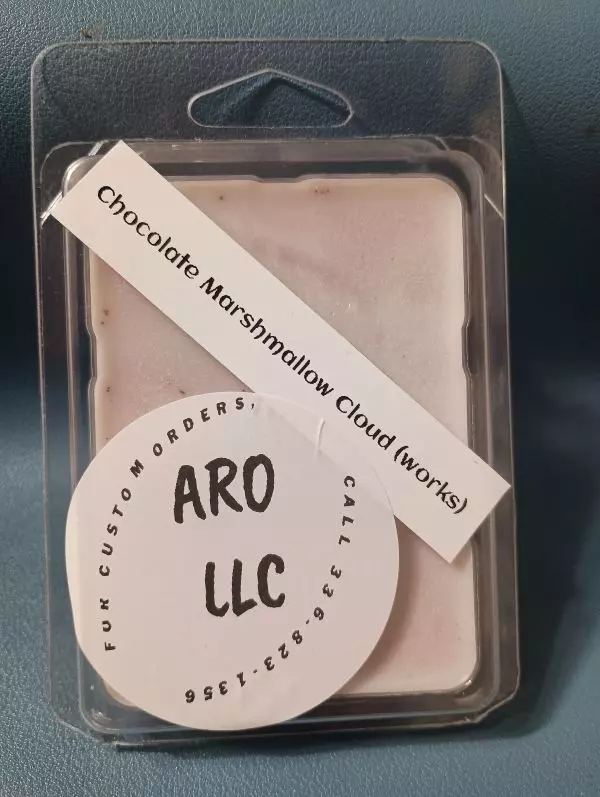 Chocolate Marshmallow Cloud (works)
FOR CUSTOM ORDERS,
ARO
LLC
CALL 336-823-1356